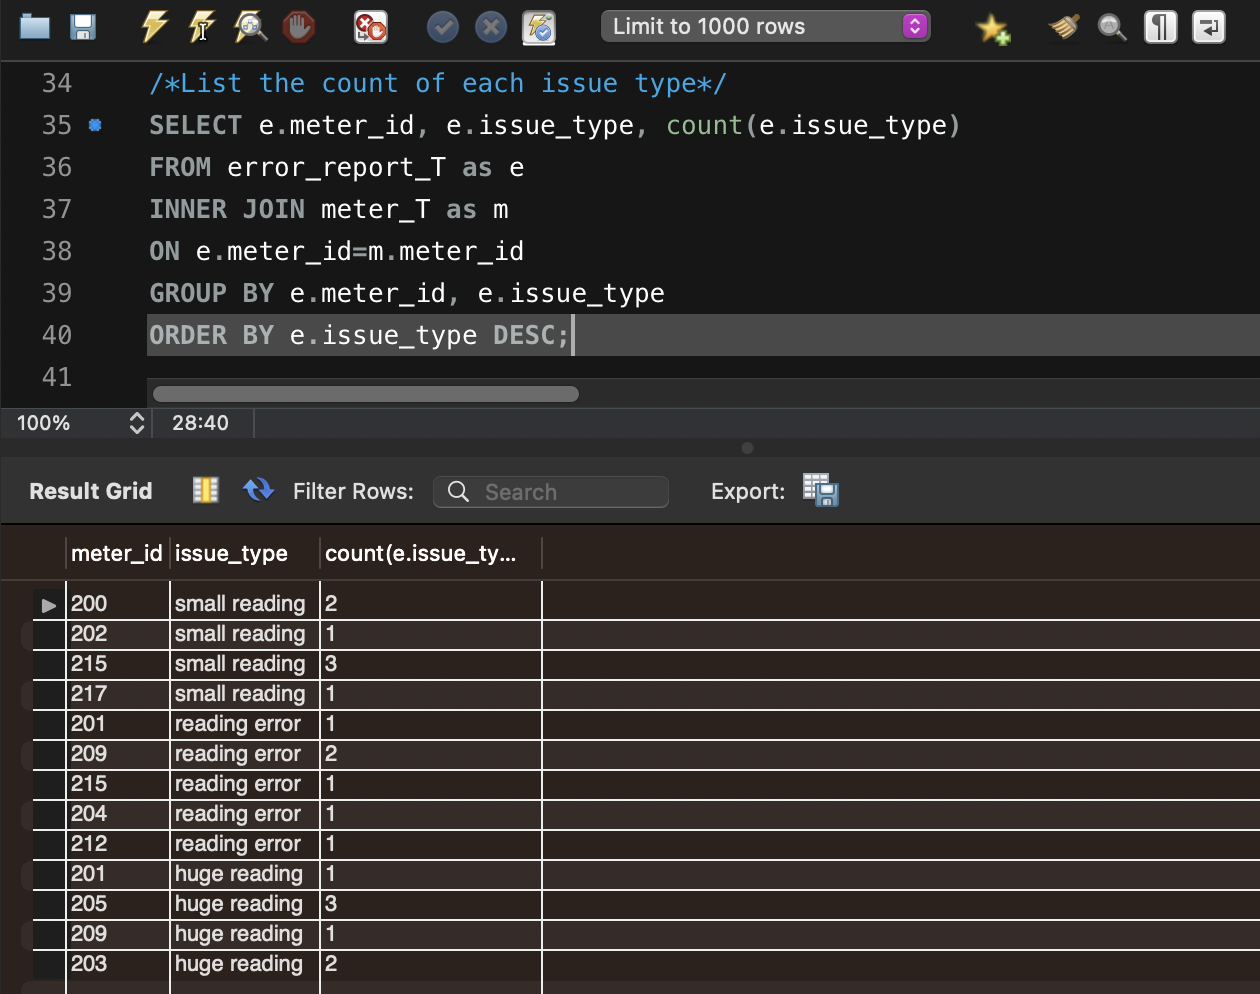 Limit to 1000 rows
34 /*List the count of each issue type*/
35 SELECT e.meter_id, e.issue_type, count(e.issue_type)
36 FROM error_report_T as e
37 INNER JOIN meter_T as m
38 ON e.meter_id=m.meter_id
39 GROUP BY e.meter_id, e.issue_type
40 ORDER BY e.issue_type DESC;
41
100% 28:40
Result Grid Filter Rows: Search Export:
meter_id issue_type count(e.issue_ty...
200 small reading 2
202 small reading 1
215 small reading 3
217 small reading 1
201 reading error 1
209 reading error 2
215 reading error 1
204 reading error 1
212 reading error 1
201 huge reading 1
205 huge reading 3
209 huge reading 1
203 huge reading 2